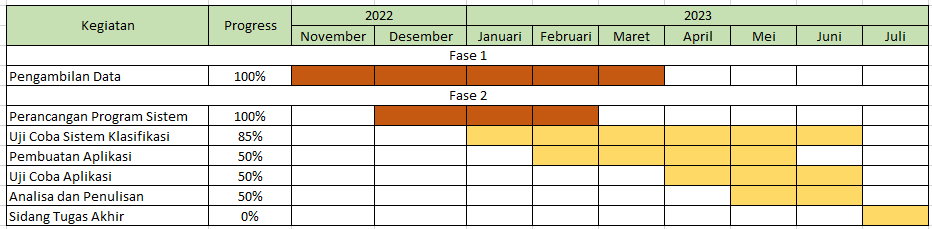 Kegiatan Progress 2022 2023
November Desember Januari Februari Maret April Mei Juni Juli
Fase 1
Pengambilan Data 100%
Fase 2
Perancangan Program Sistem 100%
Uji Coba Sistem Klasifikasi 85%
Pembuatan Aplikasi 50%
Uji Coba Aplikasi 50%
Analisa dan Penulisan 50%
Sidang Tugas Akhir 0%